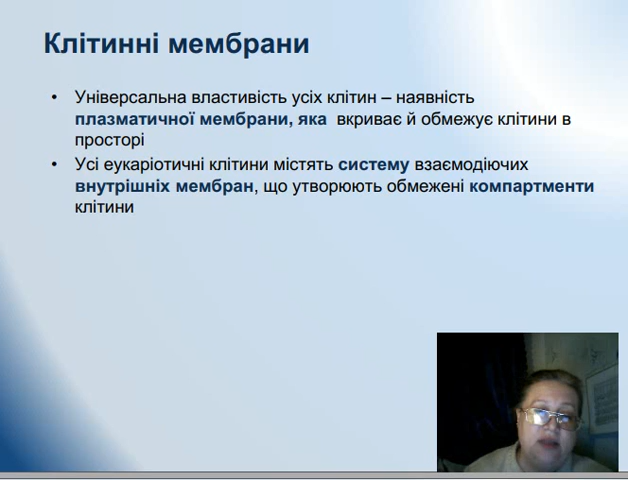 Клітинні мембрани
• Універсальна властивість усіх клітин – наявність
плазматичної мембрани, яка вкриває й обмежує клітини в
просторі
• Усі еукаріотичні клітини містять систему взаємодіючих
внутрішніх мембран, що утворюють обмежені компартменти
клітини